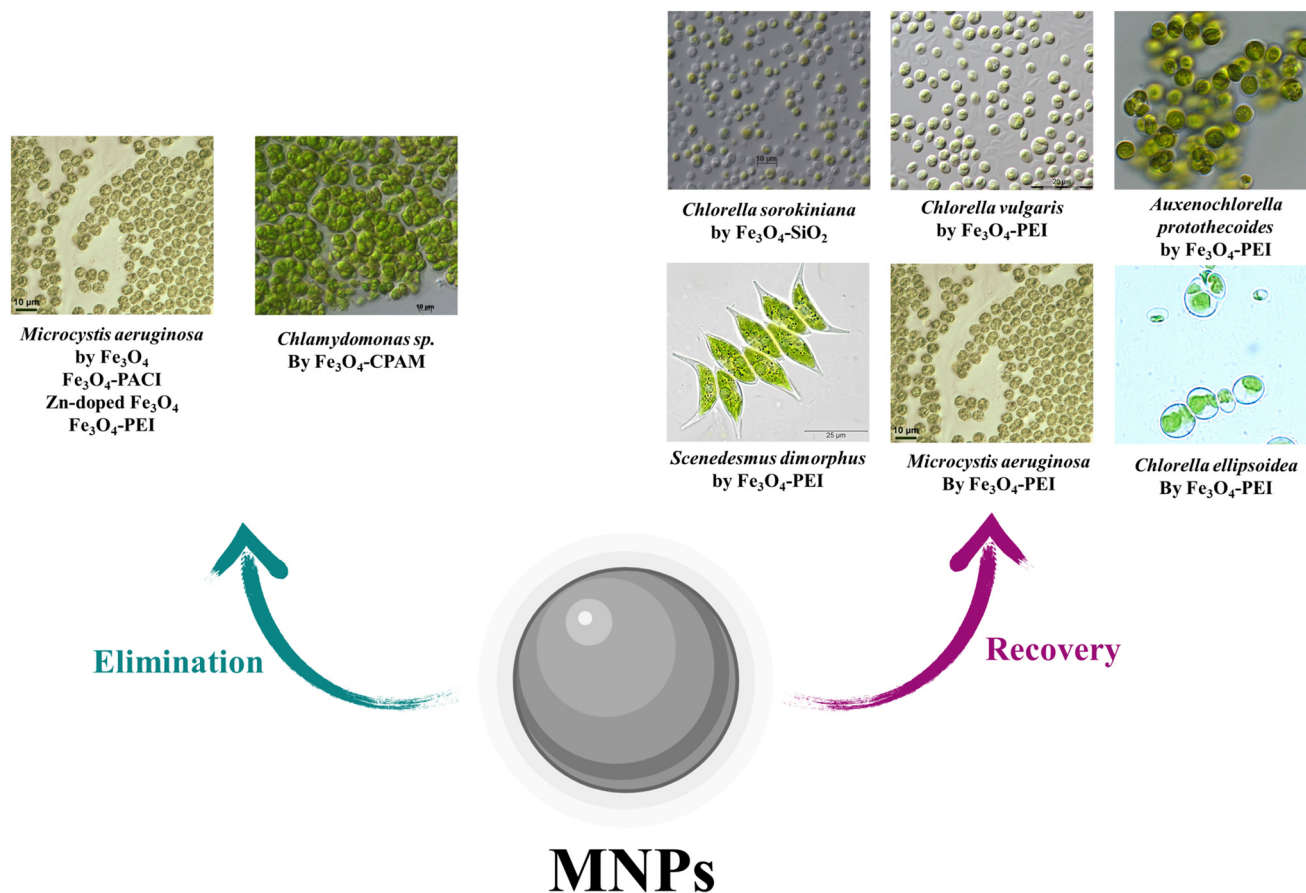 10 µm
Microcystis aeruginosa
by Fe₃O₄
Fe₃O₄-PACI
Zn-doped Fe₃O₄
Fe₃O₄-PEI
10 µm
Chlamydomonas sp.
By Fe₃O₄-CPAM
10 µm
Chlorella sorokiniana
by Fe₃O₄-SiO₂
20 µm
Chlorella vulgaris
by Fe₃O₄-PEI
Auxenochlorella
protothecoides
by Fe₃O₄-PEI
25 µm
Scenedesmus dimorphus
by Fe₃O₄-PEI
10 µm
Microcystis aeruginosa
By Fe₃O₄-PEI
Chlorella ellipsoidea
By Fe₃O₄-PEI
Elimination
Recovery
MNPs